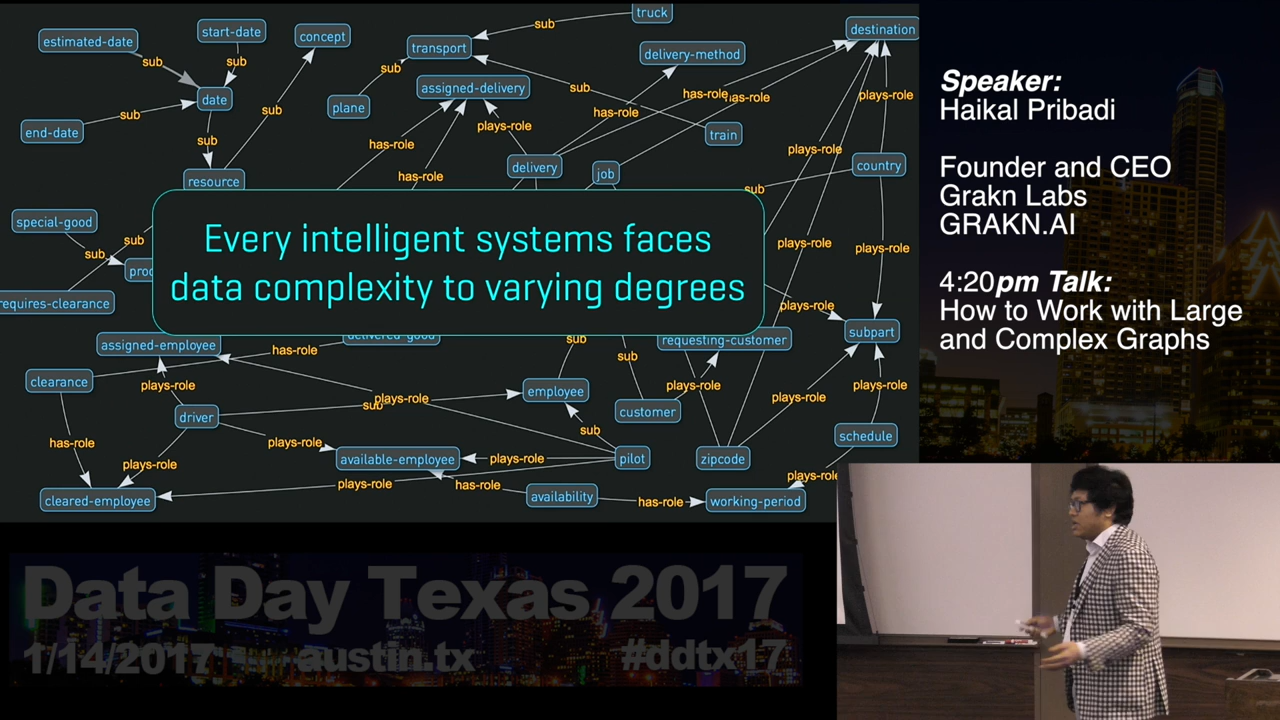 truck
sub
estimated-date
start-date
concept
transport
destination
delivery-method
sub
sub
sub
sub
assigned-delivery
sub
has-role
has-role
plays-role
date
plane
sub
has-role
end-date
sub
plays-role
train
has-role
sub
plays-role
delivery
job
country
resource
has-role
sub
special-good
sub
sub
Every intelligent systems faces
data complexity to varying degrees
plays-role
plays-role
requires-clearance
plays-role
subpart
assigned-employee
has-role
sub
sub
requesting-customer
clearance
plays-role
employee
plays-role
plays-role
plays-role
sub
plays-role
customer
driver
sub
has-role
plays-role
schedule
plays-role
available-employee
plays-role
pilot
zipcode
plays-role
plays-role
has-role
cleared-employee
availability
has-role
working-period
Speaker:
Haikal Pribadi
Founder and CEO
Grakn Labs
GRAKN.AI
4:20pm Talk:
How to Work with Large
and Complex Graphs
Data Day Texas 2017
1/14/2017
austin.tx
#ddtx17